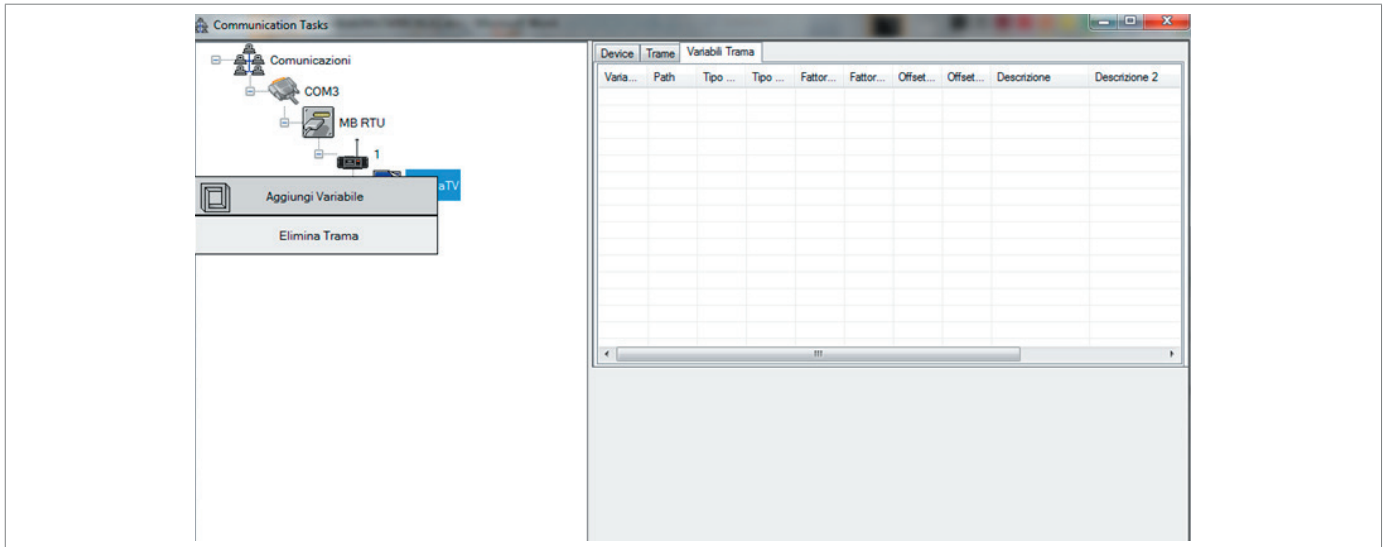 Communication Tasks
Comunicazioni
COM3
MB RTU
1
aTV
Aggiungi Variabile
Elimina Trama
Device Trame Variabili Trama
Varia... Path Tipo ... Tipo ... Fattor... Fattor... Offset... Offset... Descrizione Descrizione 2